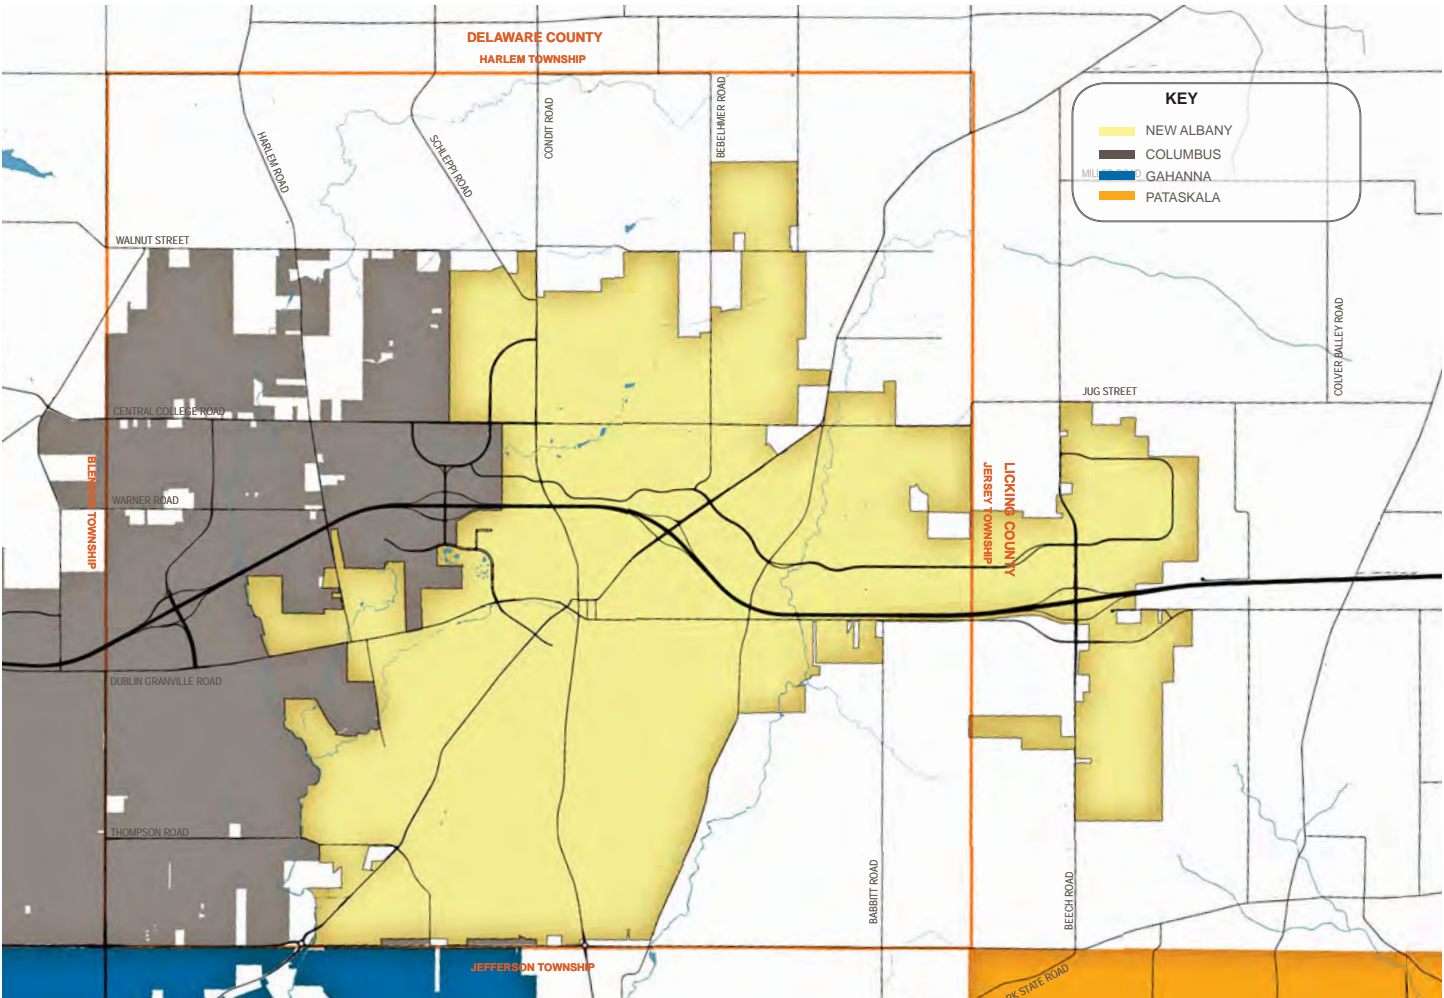 DELAWARE COUNTY
HARLEM TOWNSHIP
KEY
NEW ALBANY
COLUMBUS
GAHANNA
PATASKALA
HARLEM ROAD
SCHLEPPI ROAD
CONDIT ROAD
BEBELHMER ROAD
WALNUT STREET
COLVER BALLEY ROAD
JUG STREET
CENTRAL COLLEGE ROAD
BLENDON TOWNSHIP
WARNER ROAD
LICKING COUNTY
JERSEY TOWNSHIP
DUBLIN GRANVILLE ROAD
THOMPSON ROAD
BABBITT ROAD
BEECH ROAD
JEFFERSON TOWNSHIP
STATE ROAD